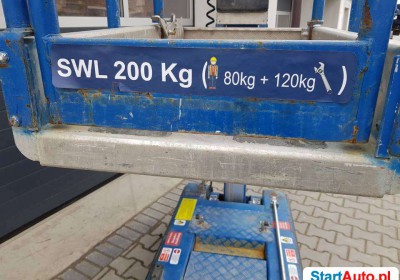 SWL 200 Kg ( 80kg + 120kg )
StartAuto.pl